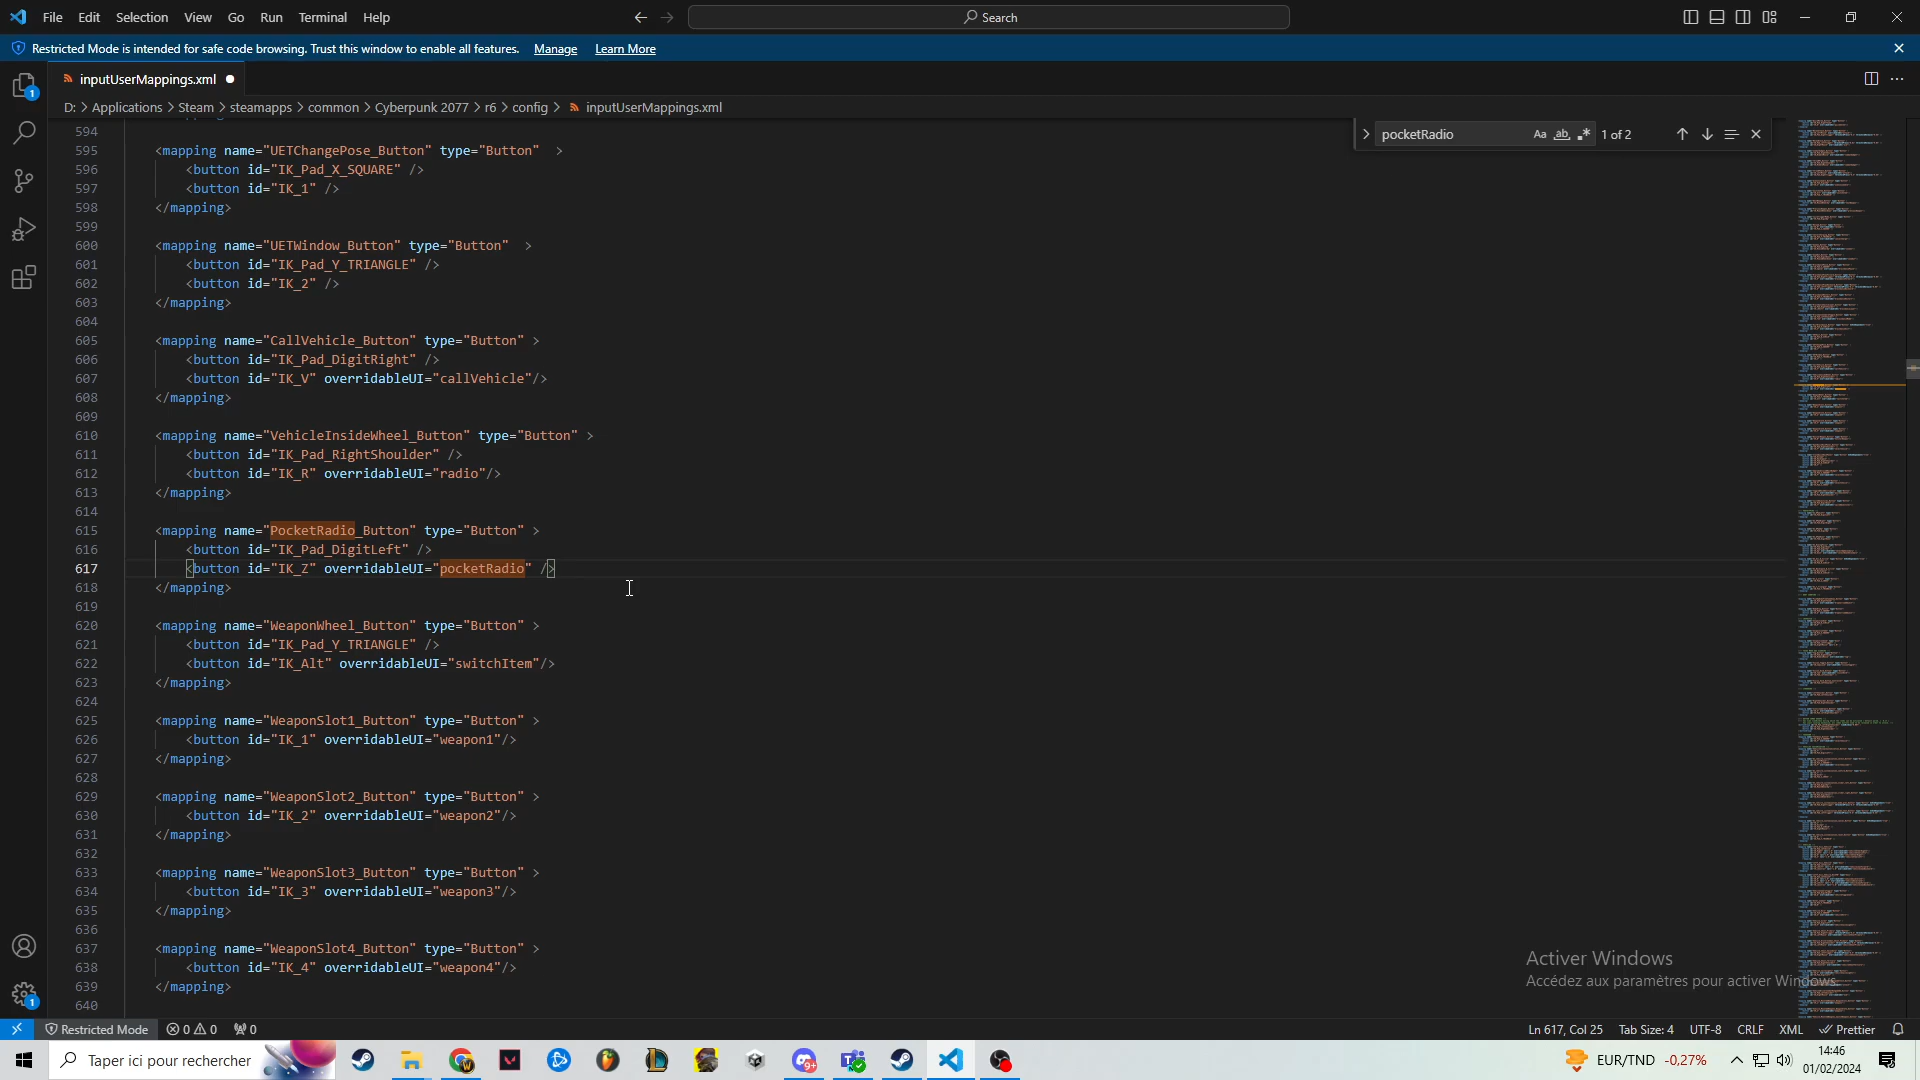 File Edit Selection View Go Run Terminal Help
Search
Restricted Mode is intended for safe code browsing. Trust this window to enable all features. Manage Learn More
inputUserMappings.xml
D: > Applications > Steam > steamapps > common > Cyberpunk 2077 > r6 > config > inputUserMappings.xml
pocketRadio Aa ab .* 1 of 2
594
595 <mapping name="UETChangePose_Button" type="Button"  >
596 <button id="IK_Pad_X_SQUARE" />
597 <button id="IK_1" />
598 </mapping>
599
600 <mapping name="UETWindow_Button" type="Button"  >
601 <button id="IK_Pad_Y_TRIANGLE" />
602 <button id="IK_2" />
603 </mapping>
604
605 <mapping name="CallVehicle_Button" type="Button" >
606 <button id="IK_Pad_DigitRight" />
607 <button id="IK_V" overridableUI="callVehicle"/>
608 </mapping>
609
610 <mapping name="VehicleInsideWheel_Button" type="Button" >
611 <button id="IK_Pad_RightShoulder" />
612 <button id="IK_R" overridableUI="radio"/>
613 </mapping>
614
615 <mapping name="PocketRadio_Button" type="Button" >
616 <button id="IK_Pad_DigitLeft" />
617 <button id="IK_Z" overridableUI="pocketRadio" />
618 </mapping>
619
620 <mapping name="WeaponWheel_Button" type="Button" >
621 <button id="IK_Pad_Y_TRIANGLE" />
622 <button id="IK_Alt" overridableUI="switchItem"/>
623 </mapping>
624
625 <mapping name="WeaponSlot1_Button" type="Button" >
626 <button id="IK_1" overridableUI="weapon1"/>
627 </mapping>
628
629 <mapping name="WeaponSlot2_Button" type="Button" >
630 <button id="IK_2" overridableUI="weapon2"/>
631 </mapping>
632
633 <mapping name="WeaponSlot3_Button" type="Button" >
634 <button id="IK_3" overridableUI="weapon3"/>
635 </mapping>
636
637 <mapping name="WeaponSlot4_Button" type="Button" >
638 <button id="IK_4" overridableUI="weapon4"/>
639 </mapping>
640
Activer Windows
Accédez aux paramètres pour activer Windows.
Restricted Mode 0 0 0 Ln 617, Col 25 Tab Size: 4 UTF-8 CRLF XML Prettier
Taper ici pour rechercher EUR/TND -0,27% 14:46
01/02/2024